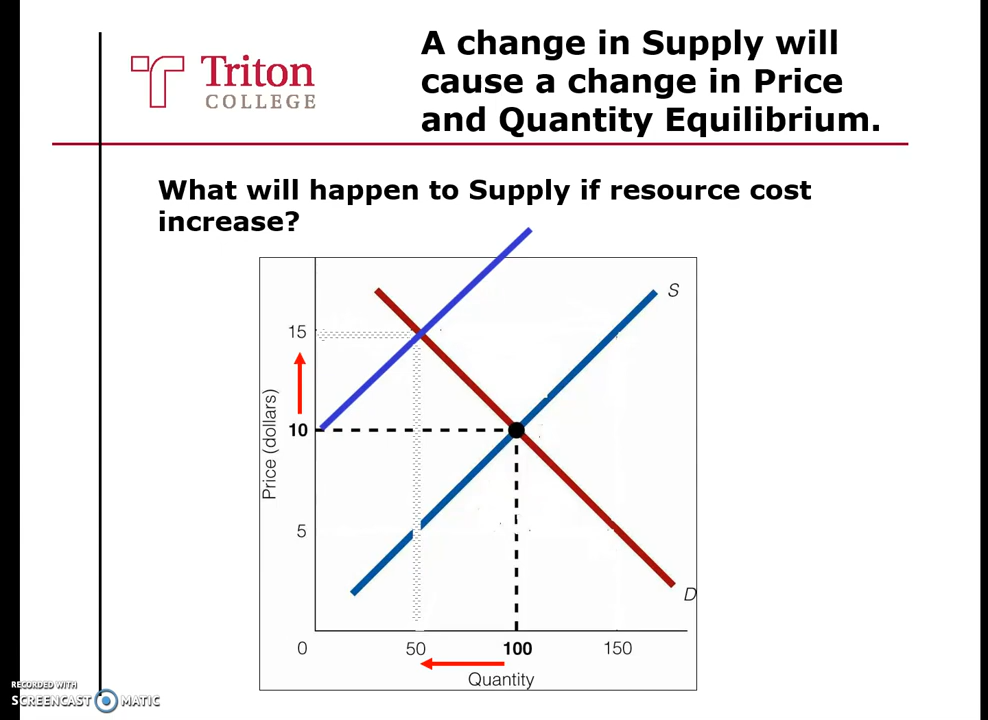 A change in Supply will
cause a change in Price
and Quantity Equilibrium.
Triton
COLLEGE
What will happen to Supply if resource cost
increase?
S
15
10
5
Price (dollars)
D
0
50
100
150
Quantity
RECORDED WITH
SCREENCAST MATIC